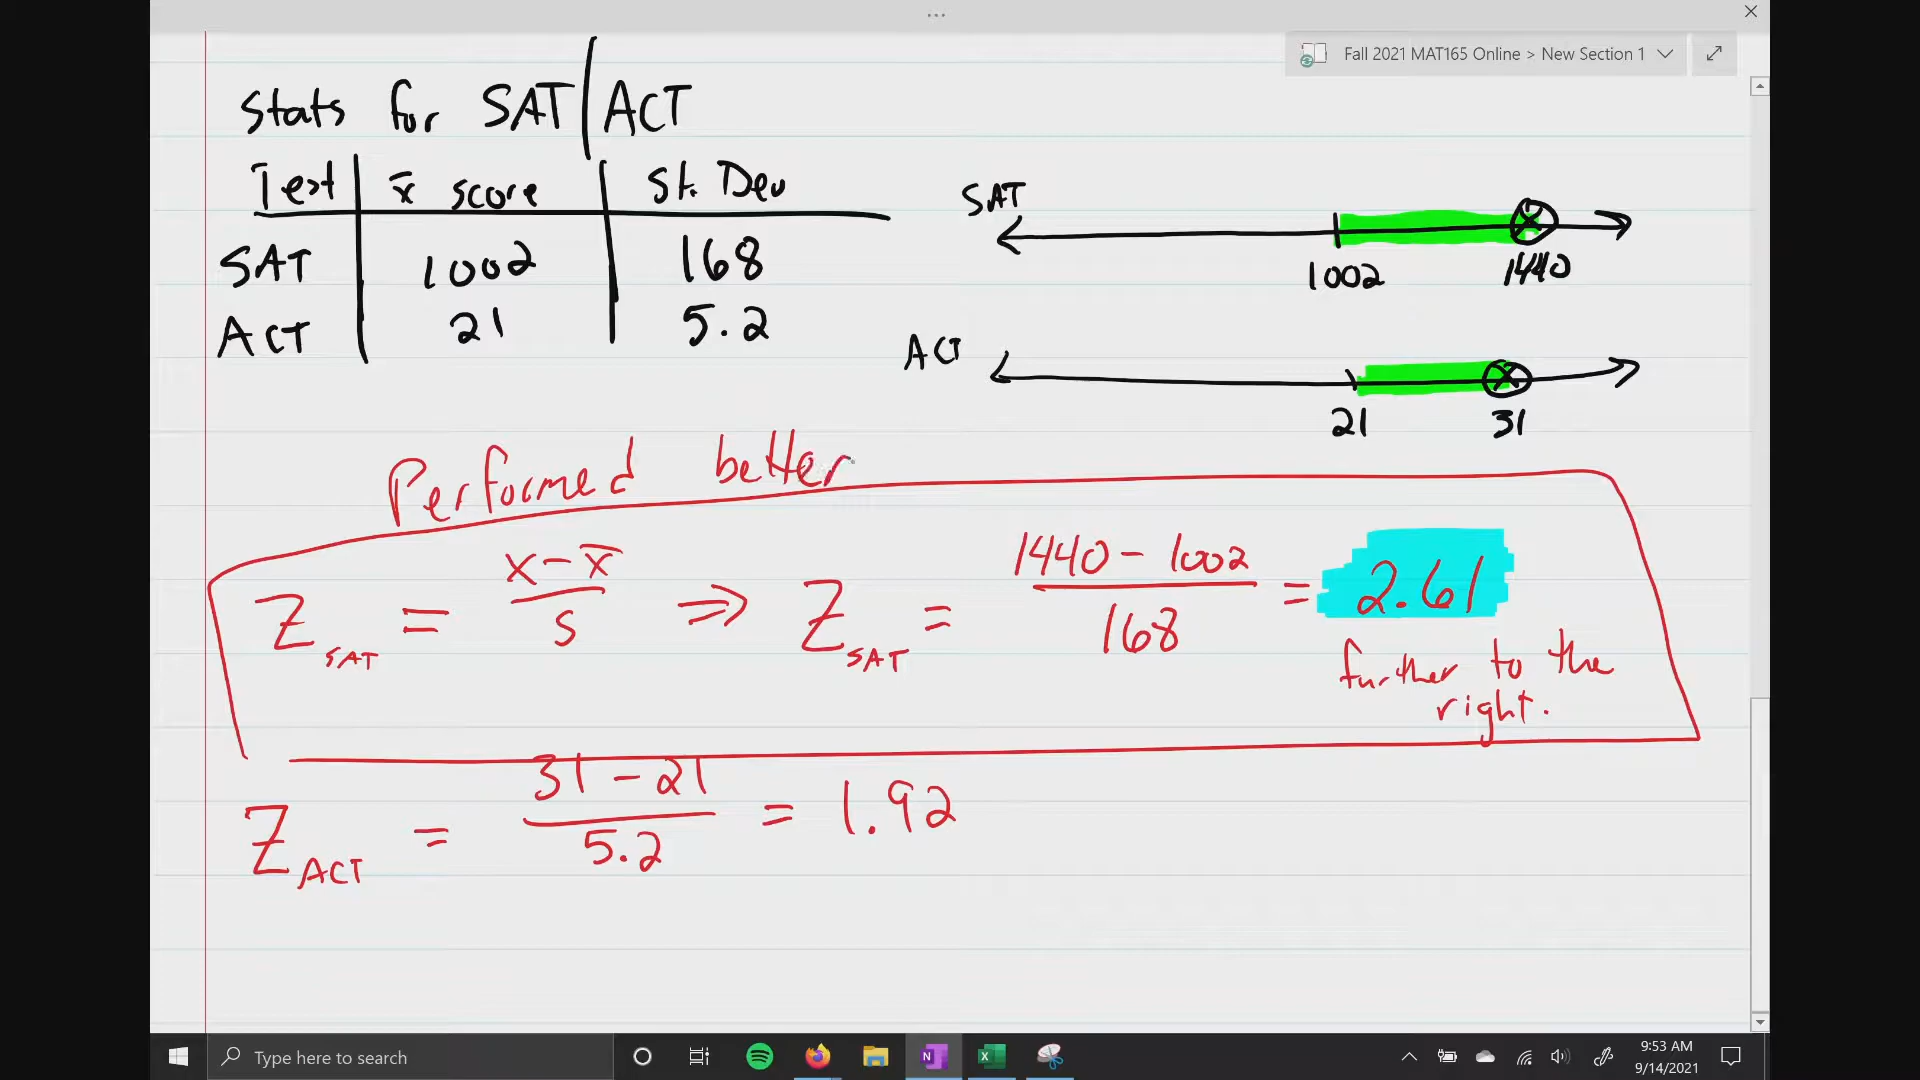 Fall 2021 MAT165 Online > New Section 1
Stats for SAT/ACT
Test x̄ score St. Dev
SAT 1002 168
ACT 21 5.2
SAT
1002 1440
ACT
21 31
Performed better
Z_SAT = (x - x̄)/s ⇒ Z_SAT = (1440 - 1002)/168 = 2.61
further to the
right.
Z_ACT = (31 - 21)/5.2 = 1.92
Type here to search
9:53 AM
9/14/2021